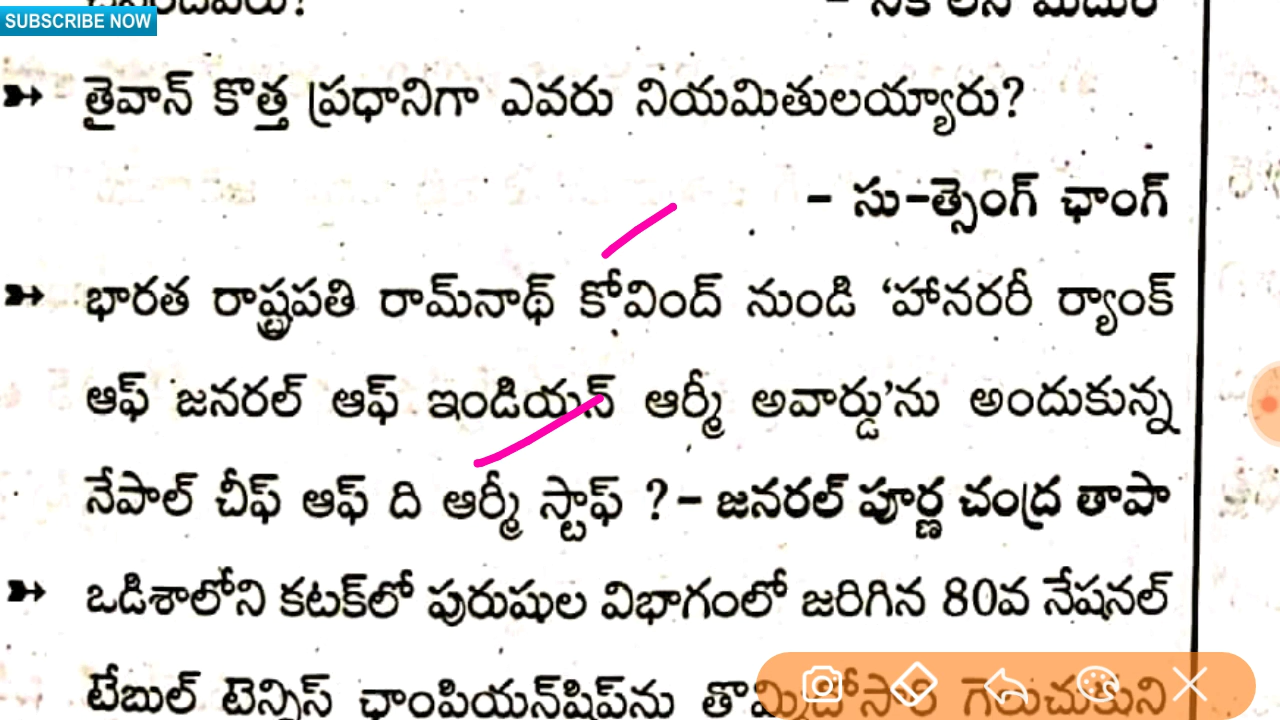 SUBSCRIBE NOW
➳ తైవాన్ కొత్త ప్రధానిగా ఎవరు నియమితులయ్యారు?
- సు-త్సెంగ్ ఛాంగ్
➳ భారత రాష్ట్రపతి రామ్‌నాథ్ కోవింద్ నుండి ‘హానరరీ ర్యాంక్
ఆఫ్ జనరల్ ఆఫ్ ఇండియన్ ఆర్మీ అవార్డు’ను అందుకున్న
నేపాల్ చీఫ్ ఆఫ్ ది ఆర్మీ స్టాఫ్ ? - జనరల్ పూర్ణ చంద్ర తాపా
➳ ఒడిశాలోని కటక్‌లో పురుషుల విభాగంలో జరిగిన 80వ నేషనల్
టేబుల్ టెన్నిస్ ఛాంపియన్‌షిప్‌ను